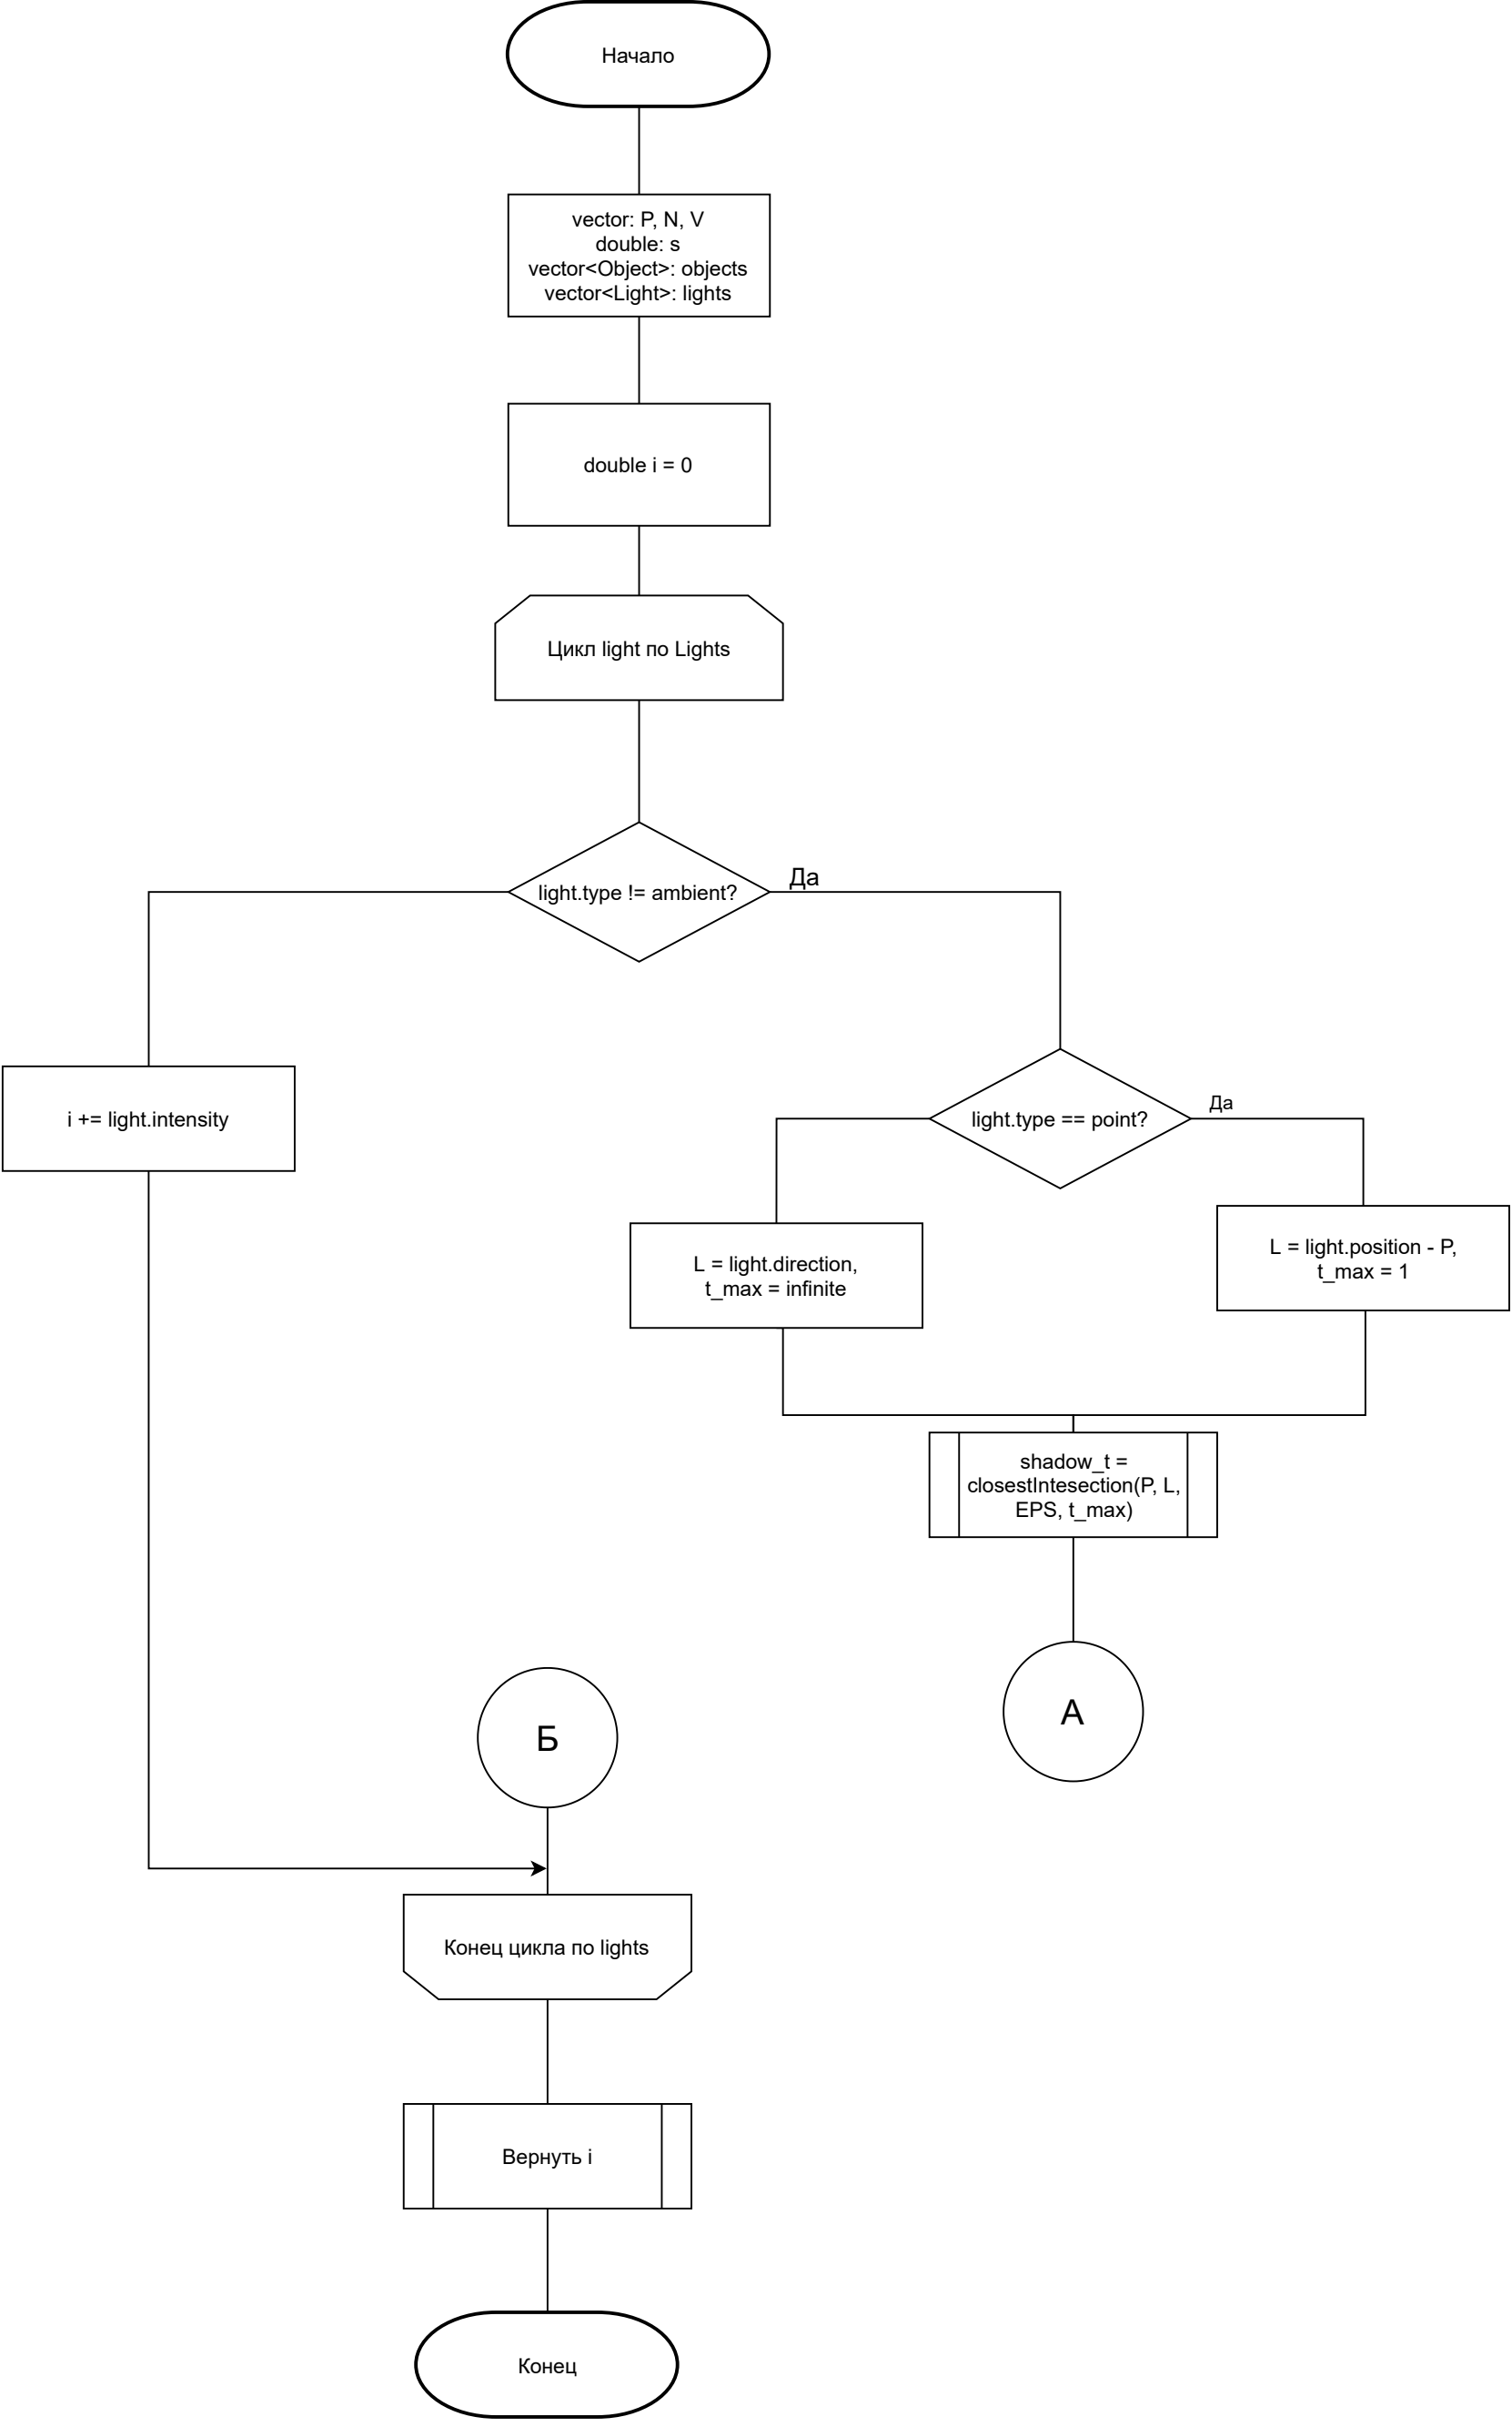 Начало
vector: P, N, V
double: s
vector<Object>: objects
vector<Light>: lights
double i = 0
Цикл light по Lights
light.type != ambient?
Да
i += light.intensity
light.type == point?
Да
L = light.direction,
t_max = infinite
L = light.position - P,
t_max = 1
shadow_t =
closestIntesection(P, L,
EPS, t_max)
А
Б
Конец цикла по lights
Вернуть i
Конец